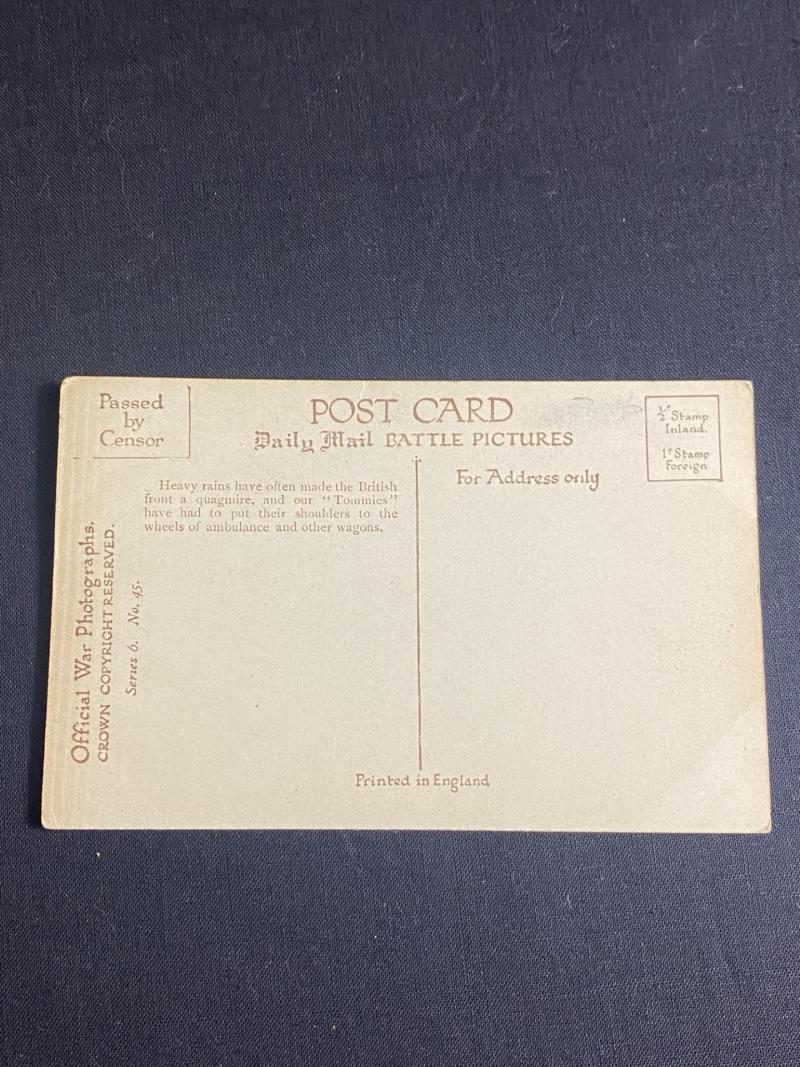 Passed
by
Censor
POST CARD
Daily Mail BATTLE PICTURES
½ᵈ Stamp
Inland.
1ᵈ Stamp
Foreign
Heavy rains have often made the British
front a quagmire, and our “Tommies”
have had to put their shoulders to the
wheels of ambulance and other wagons.
For Address only
Official War Photographs.
CROWN COPYRIGHT RESERVED.
Series 6. No. 45.
Printed in England